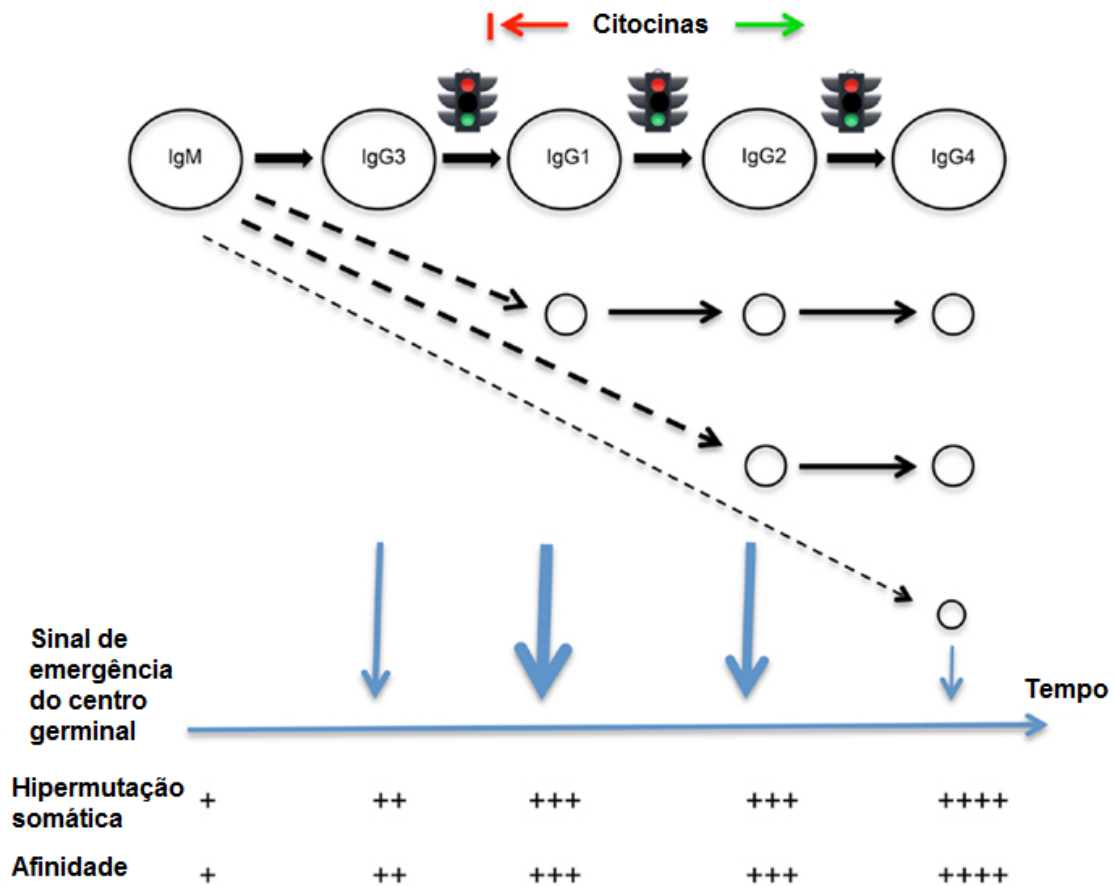 Citocinas
IgM IgG3 IgG1 IgG2 IgG4
Sinal de
emergência
do centro
germinal
Tempo
Hipermutação
somática
+ ++ +++ +++ ++++
Afinidade
+ ++ +++ +++ ++++